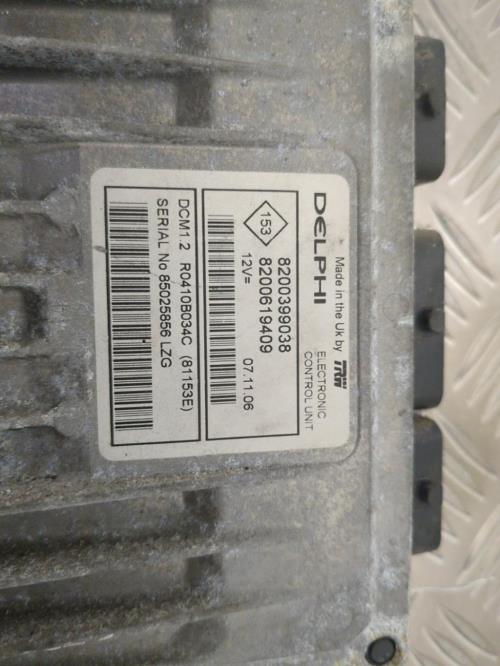 Made in the Uk by TRW
DELPHI
ELECTRONIC
CONTROL UNIT
153
8200399038
8200619409
12V=
07.11.06
DCM1.2 R0410B034C (81153E)
SERIAL No 85025856 LZG